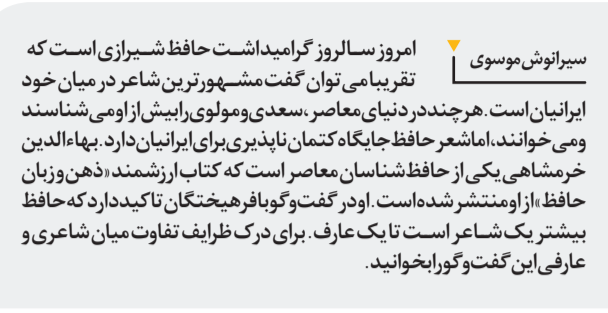 سیرانوش موسوی
امروز سالروز گرامیداشت حافظ شیرازی است که
تقریبا می توان گفت مشهورترین شاعر در میان خود
ایرانیان است. هر چند در دنیای معاصر، سعدی و مولوی را بیش از او می شناسند
و می خوانند، اما شعر حافظ جایگاه کتمان ناپذیری برای ایرانیان دارد. بهاءالدین
خرمشاهی یکی از حافظ شناسان معاصر است که کتاب ارزشمند «ذهن و زبان
حافظ» از او منتشر شده است. او در گفت و گو با فرهیختگان تاکید دارد که حافظ
بیشتر یک شاعر است تا یک عارف. برای درک ظرایف تفاوت میان شاعری و
عارفی این گفت و گو را بخوانید.